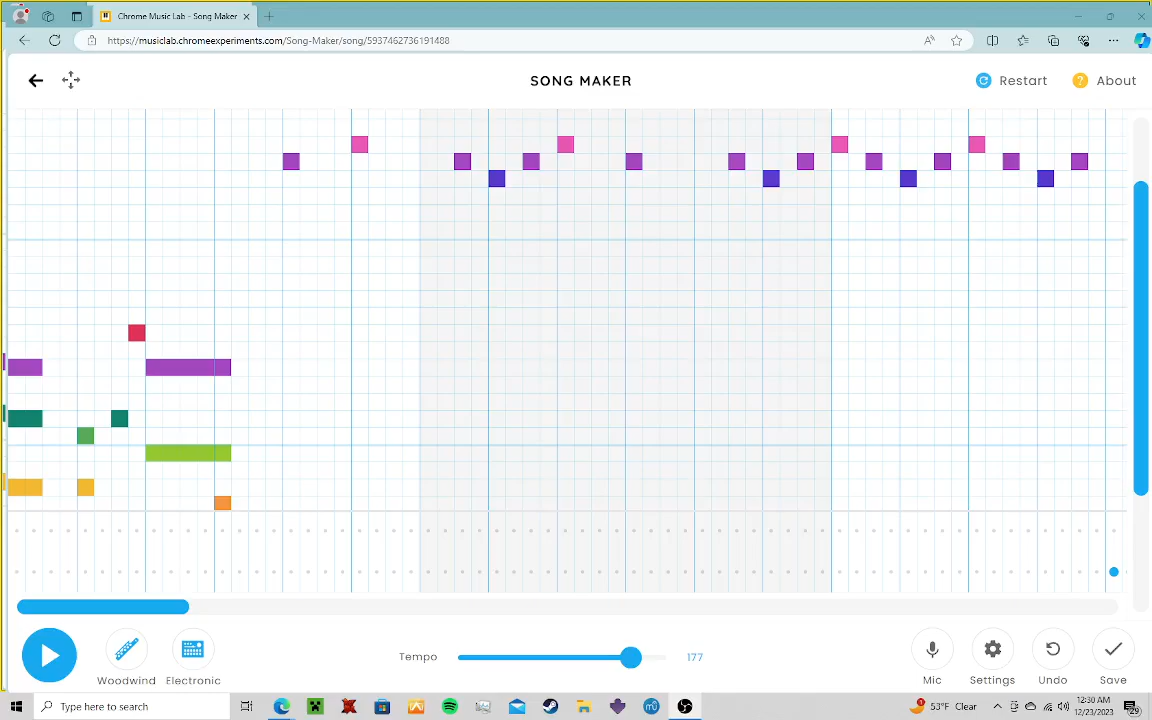 Chrome Music Lab - Song Maker
https://musiclab.chromeexperiments.com/Song-Maker/song/5937462736191488
SONG MAKER
Restart
? About
Woodwind
Electronic
Tempo
177
Mic
Settings
Undo
Save
Type here to search
53°F Clear
12:30 AM
12/23/2023
29